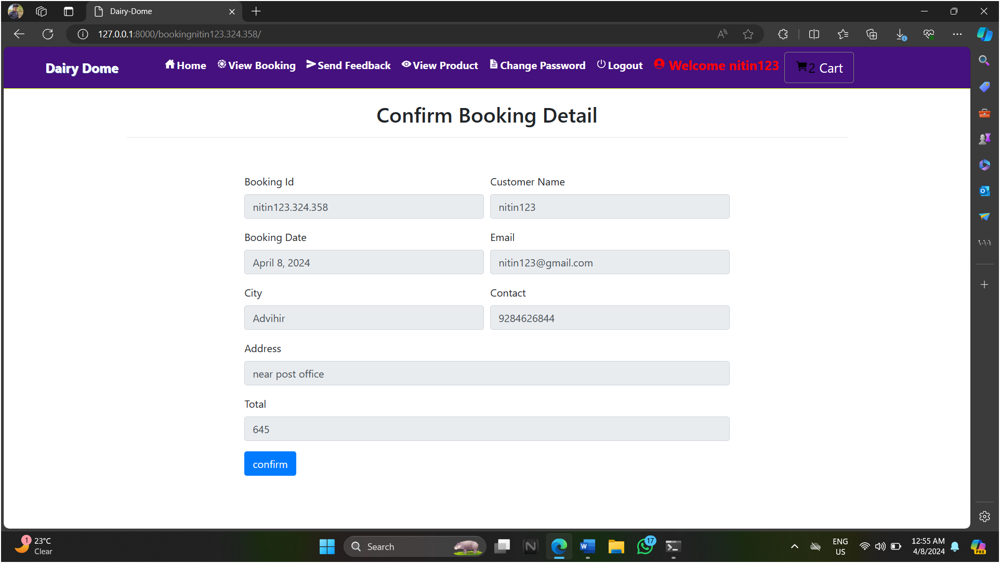 Dairy-Dome
127.0.0.1:8000/bookingnitin123.324.358/
Dairy Dome
Home
View Booking
Send Feedback
View Product
Change Password
Logout
Welcome nitin123
2 Cart
Confirm Booking Detail
Booking Id
Customer Name
nitin123.324.358
nitin123
Booking Date
Email
April 8, 2024
nitin123@gmail.com
City
Contact
Advihir
9284626844
Address
near post office
Total
645
confirm
1
23°C
Clear
Search
17
ENG
US
12:55 AM
4/8/2024
PRE